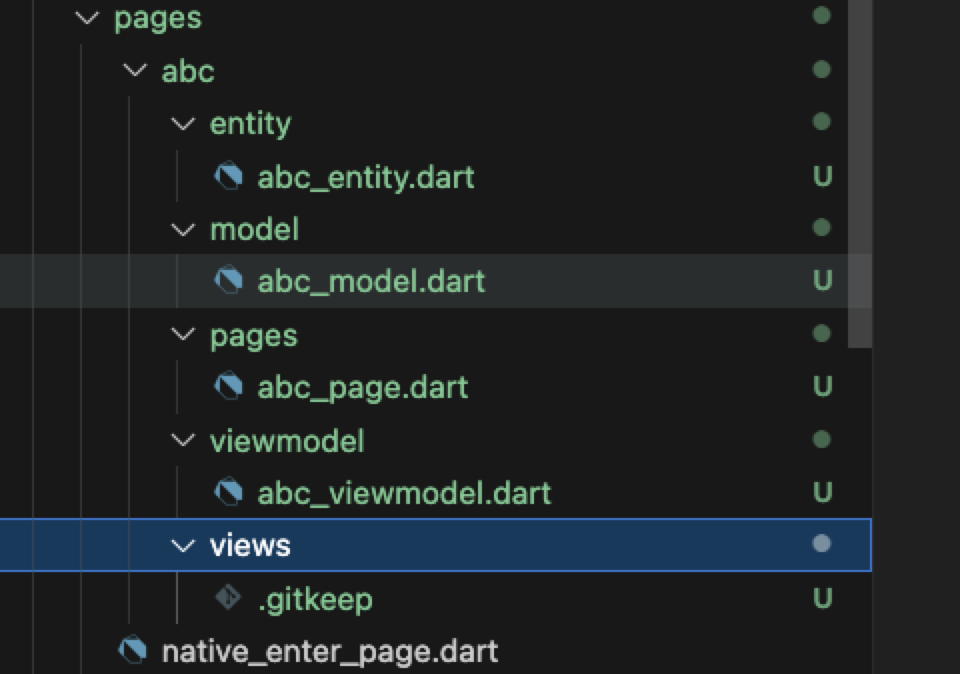 pages
abc
entity
abc_entity.dart U
model
abc_model.dart U
pages
abc_page.dart U
viewmodel
abc_viewmodel.dart U
views
.gitkeep U
native_enter_page.dart